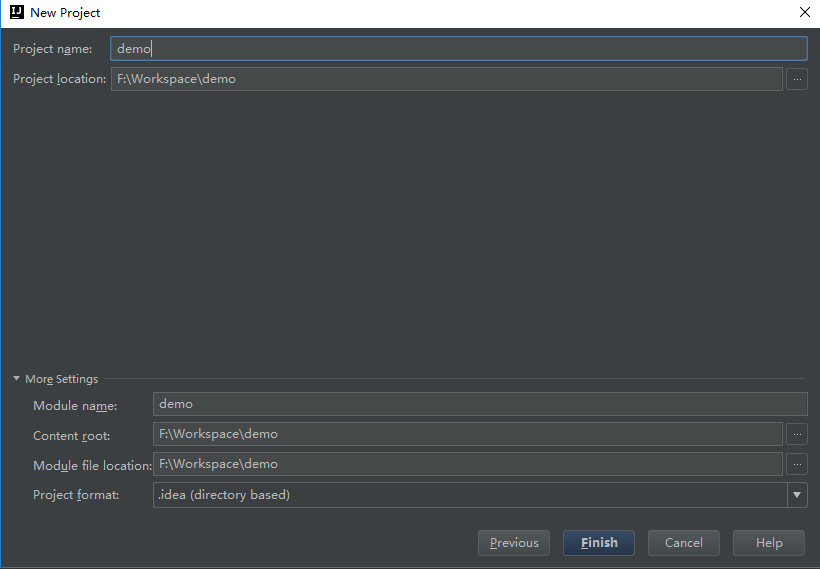 New Project
Project name: demo
Project location: F:\Workspace\demo ...
More Settings
Module name: demo
Content root: F:\Workspace\demo ...
Module file location: F:\Workspace\demo ...
Project format: .idea (directory based)
Previous Finish Cancel Help